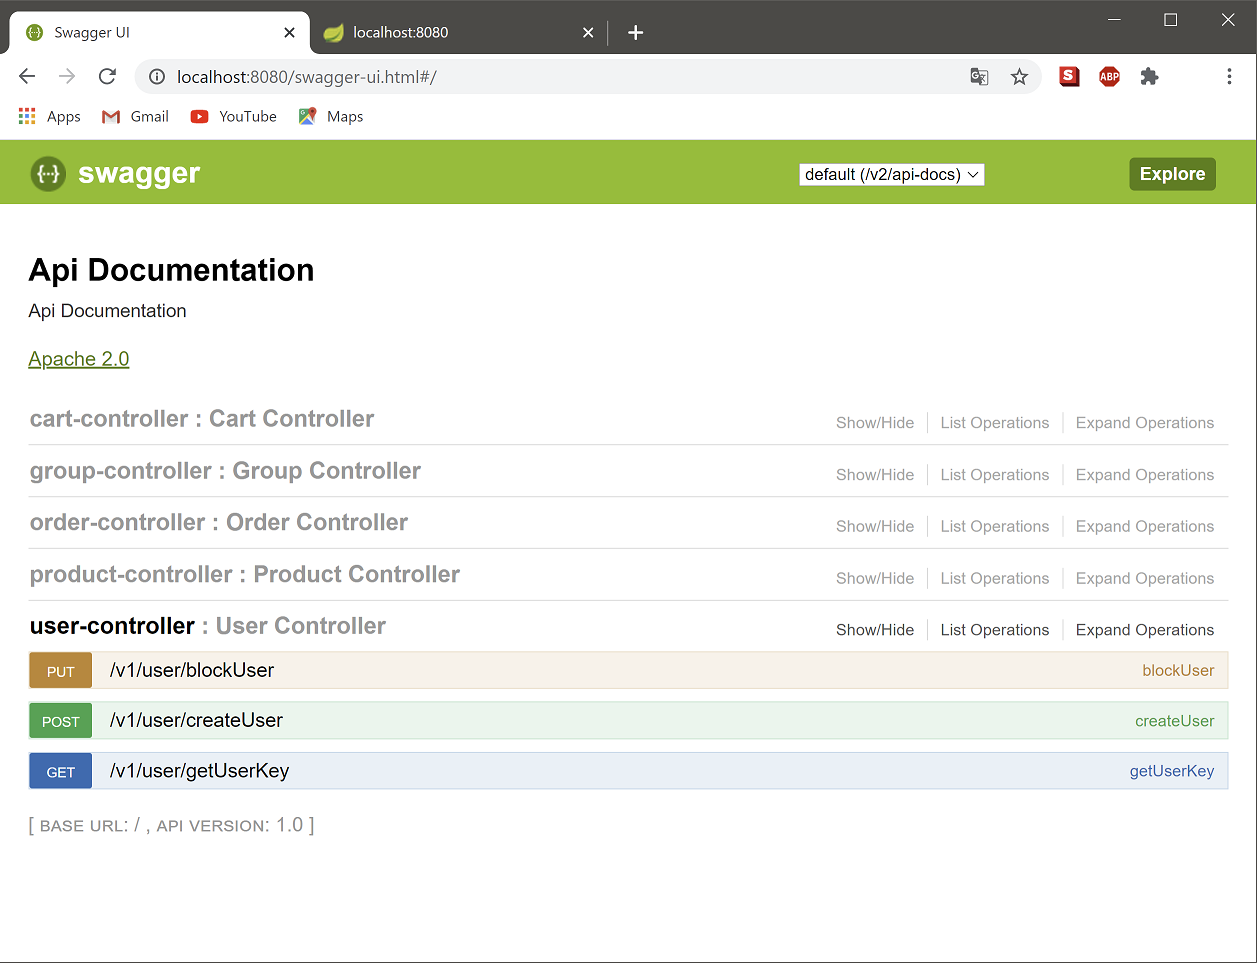 Swagger UI
localhost:8080
localhost:8080/swagger-ui.html#/
S
ABP
Apps
Gmail
YouTube
Maps
{··} swagger
default (/v2/api-docs)
Explore
Api Documentation
Api Documentation
Apache 2.0
cart-controller : Cart Controller
Show/Hide
List Operations
Expand Operations
group-controller : Group Controller
Show/Hide
List Operations
Expand Operations
order-controller : Order Controller
Show/Hide
List Operations
Expand Operations
product-controller : Product Controller
Show/Hide
List Operations
Expand Operations
user-controller : User Controller
Show/Hide
List Operations
Expand Operations
PUT /v1/user/blockUser blockUser
POST /v1/user/createUser createUser
GET /v1/user/getUserKey getUserKey
[ BASE URL: / , API VERSION: 1.0 ]